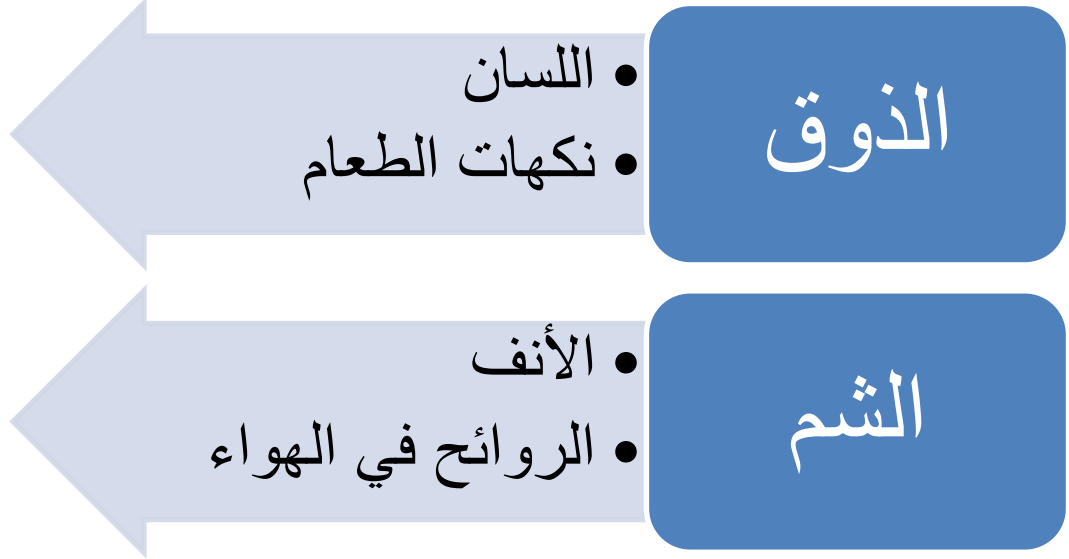 الذوق
• اللسان
• نكهات الطعام
الشم
• الأنف
• الروائح في الهواء